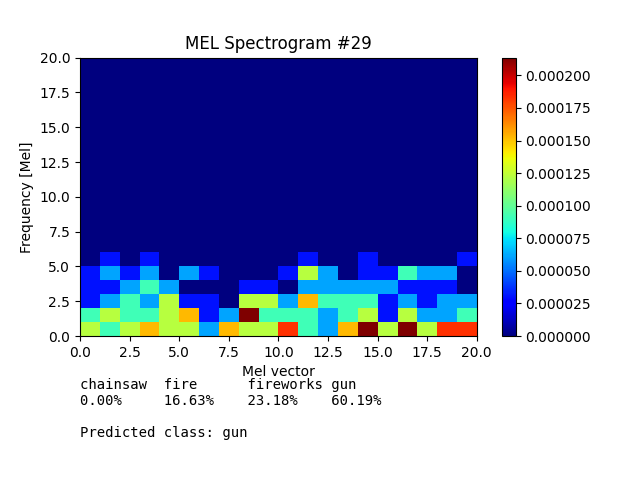 MEL Spectrogram #29
Frequency [Mel]
20.0
17.5
15.0
12.5
10.0
7.5
5.0
2.5
0.0
0.0 2.5 5.0 7.5 10.0 12.5 15.0 17.5 20.0
Mel vector
0.000200
0.000175
0.000150
0.000125
0.000100
0.000075
0.000050
0.000025
0.000000
chainsaw fire fireworks gun
0.00% 16.63% 23.18% 60.19%
Predicted class: gun